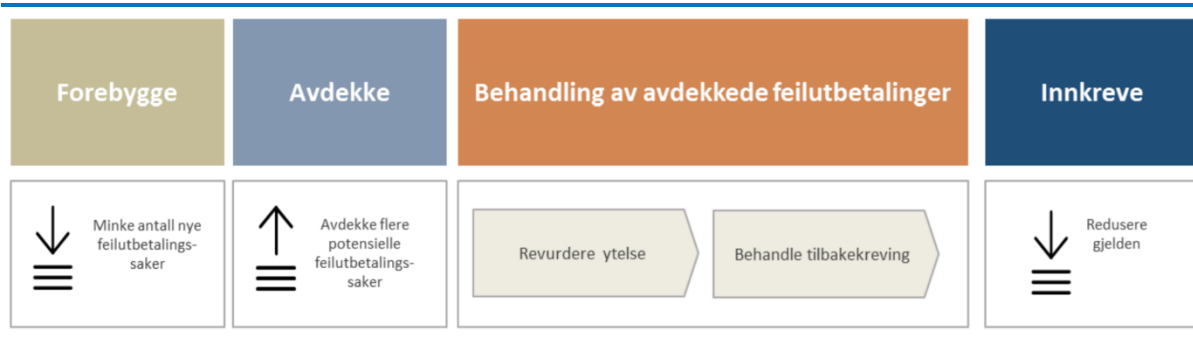 Forebygge
Avdekke
Behandling av avdekkede feilutbetalinger
Innkreve
Minke antall nye
feilutbetalings-
saker
Avdekke flere
potensielle
feilutbetalings-
saker
Revurdere ytelse
Behandle tilbakekreving
Redusere
gjelden